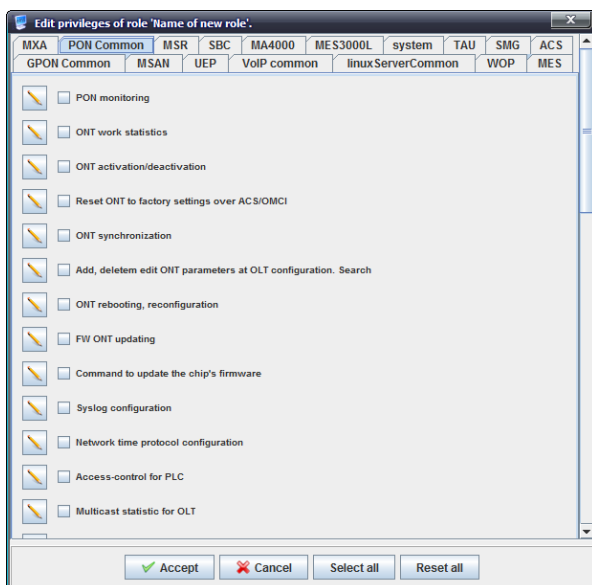 Edit privileges of role 'Name of new role'.
MXA PON Common MSR SBC MA4000 MES3000L system TAU SMG ACS
GPON Common MSAN UEP VoIP common linuxServerCommon WOP MES
PON monitoring
ONT work statistics
ONT activation/deactivation
Reset ONT to factory settings over ACS/OMCI
ONT synchronization
Add, deletem edit ONT parameters at OLT configuration. Search
ONT rebooting, reconfiguration
FW ONT updating
Command to update the chip's firmware
Syslog configuration
Network time protocol configuration
Access-control for PLC
Multicast statistic for OLT
Accept Cancel Select all Reset all